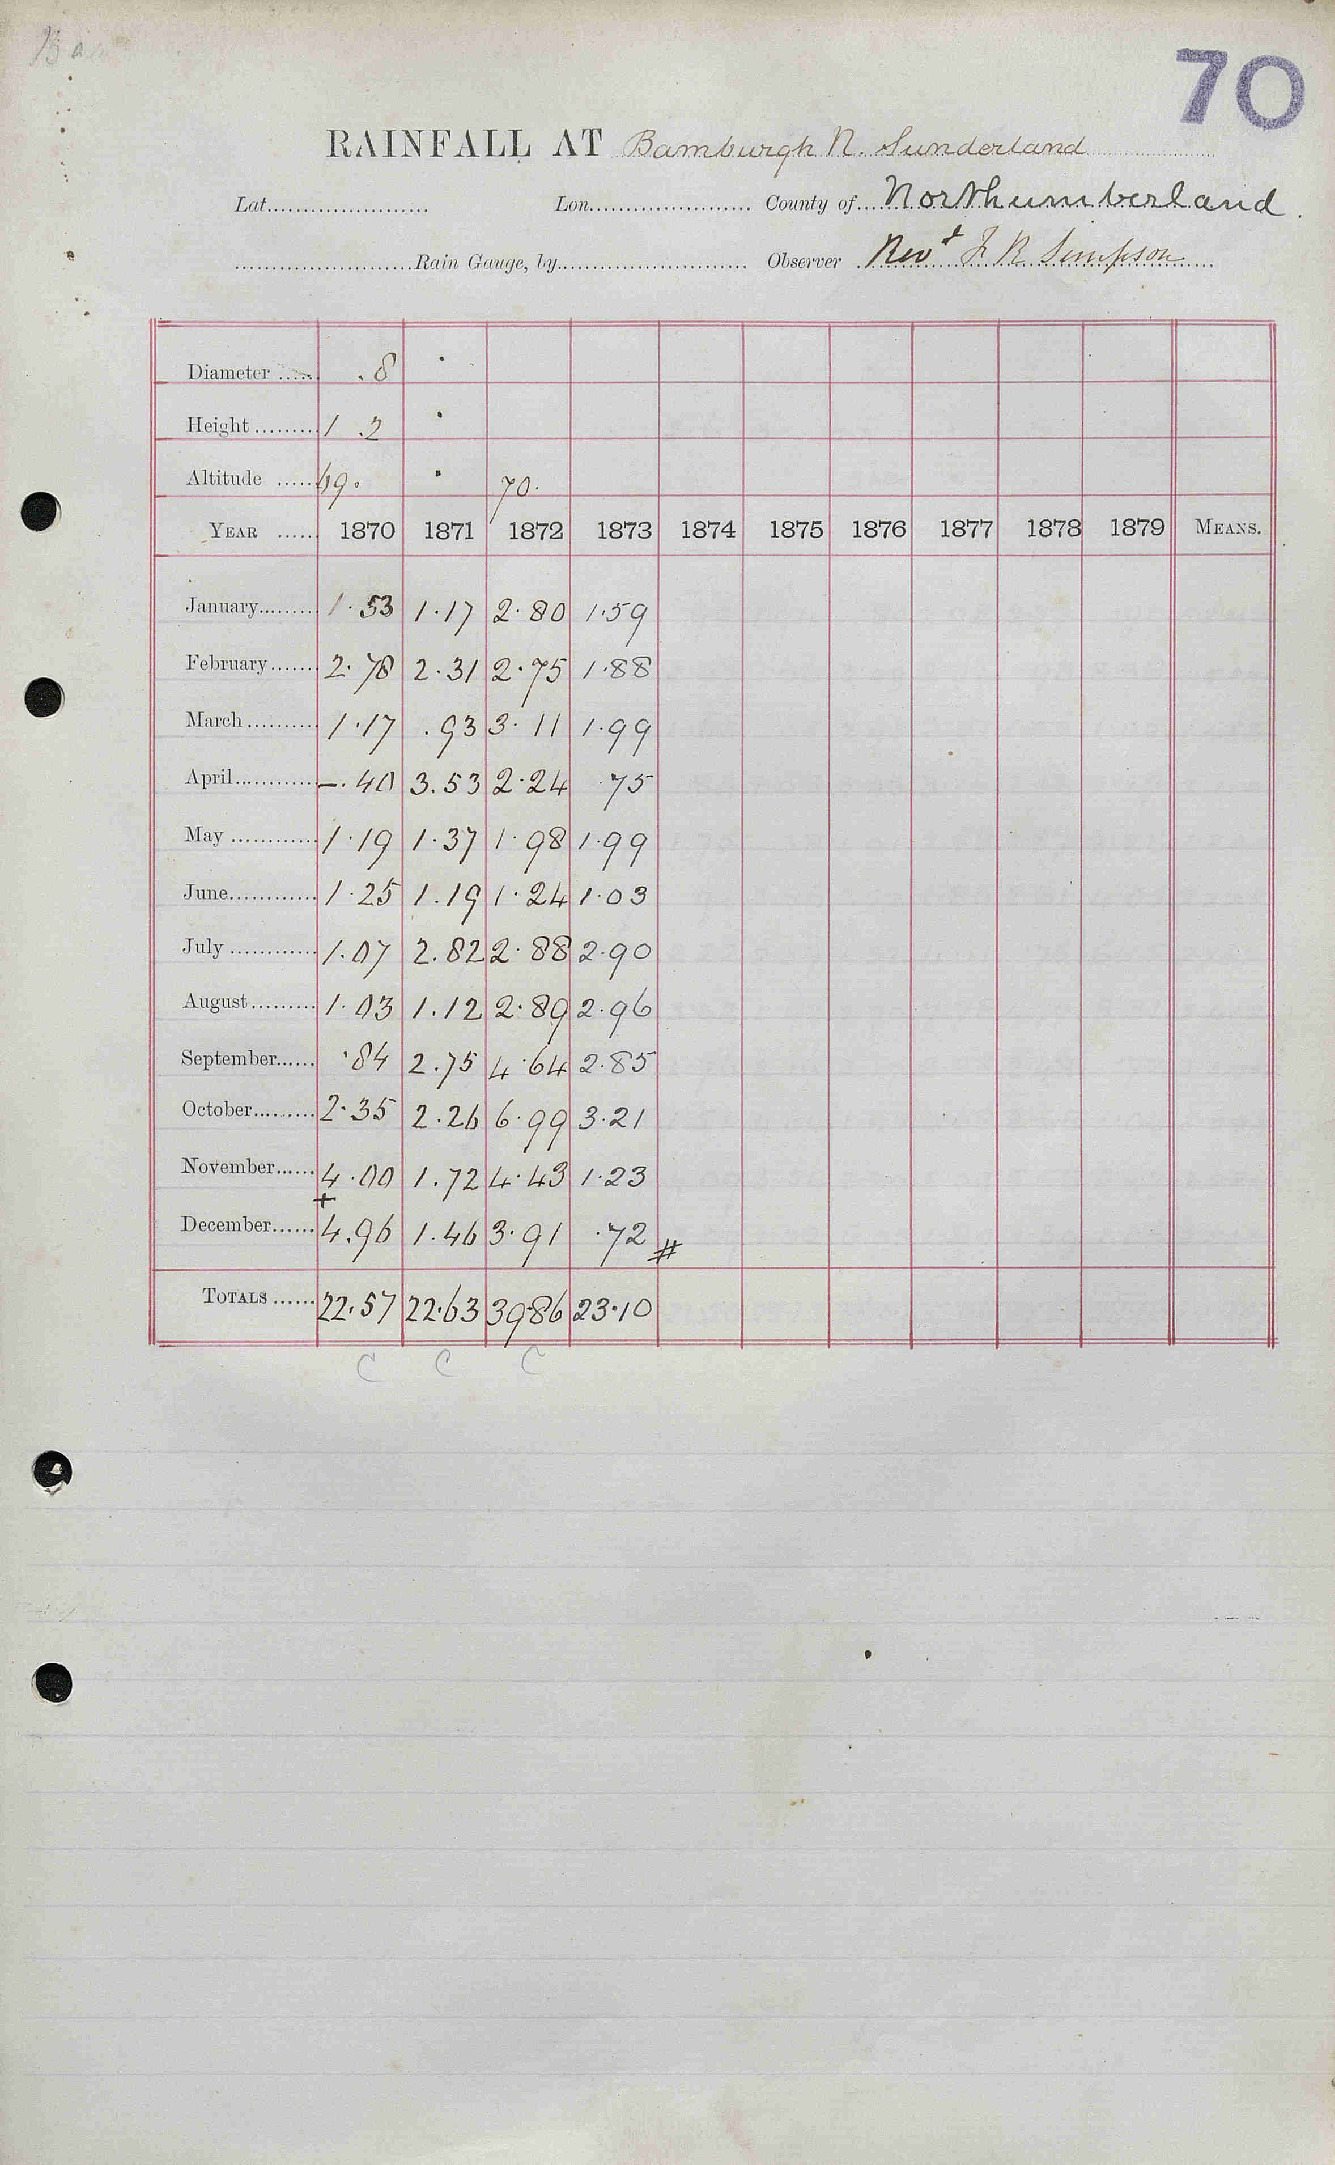 70
RAINFALL AT Bamburgh N. Sunderland
Lat. Lon. County of Northumberland.
Rain Gauge, by Observer Revd F R Simpson
Diameter .8
Height 1 .2
Altitude 69. 70.
YEAR 1870 1871 1872 1873 1874 1875 1876 1877 1878 1879 MEANS.
January 1.53 1.17 2.80 1.59
February 2.78 2.31 2.75 1.88
March 1.17 .93 3.11 1.99
April —.40 3.53 2.24 .75
May 1.19 1.37 1.98 1.99
June 1.25 1.19 1.24 1.03
July 1.07 2.82 2.88 2.90
August 1.03 1.12 2.89 2.96
September .84 2.75 4.64 2.85
October 2.35 2.26 6.99 3.21
November 4.00 1.72 4.43 1.23
+
December 4.96 1.46 3.91 .72 #
TOTALS 22.57 22.63 39.86 23.10
C C C